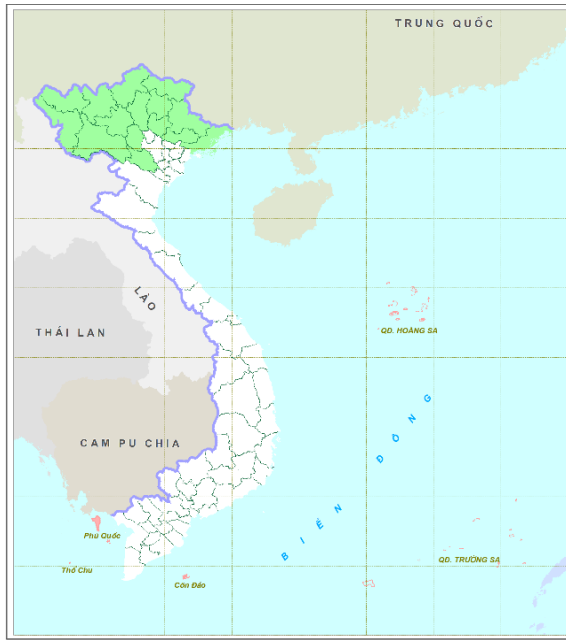 TRUNG QUỐC
LÀO
QĐ. HOÀNG SA
THÁI LAN
CAM PU CHIA
BIỂN ĐÔNG
Phú Quốc
QĐ. TRƯỜNG SA
Thổ Chu
Côn Đảo